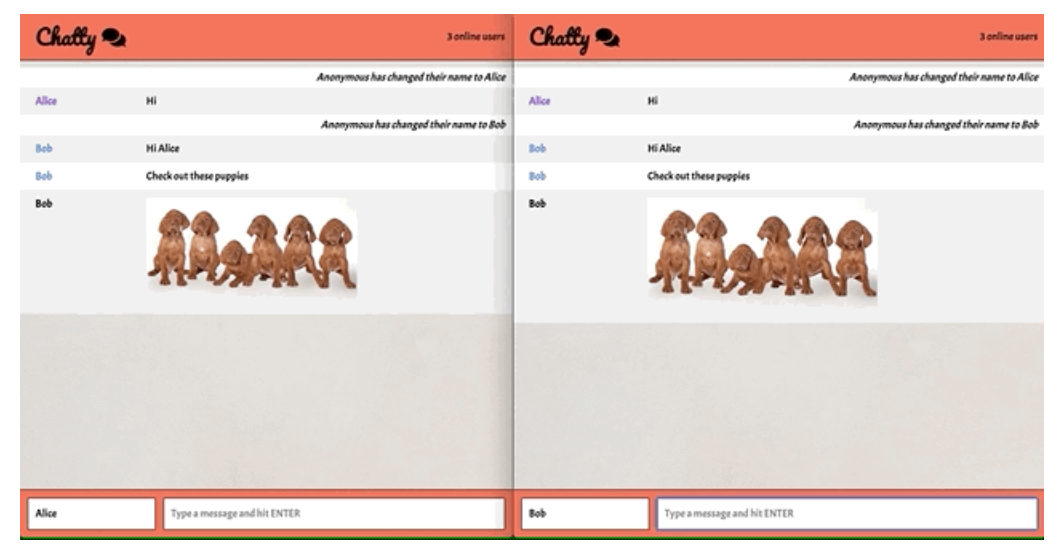 Chatty
3 online users
Anonymous has changed their name to Alice
Alice Hi
Anonymous has changed their name to Bob
Bob Hi Alice
Bob Check out these puppies
Bob
Alice Type a message and hit ENTER
Chatty
3 online users
Anonymous has changed their name to Alice
Alice Hi
Anonymous has changed their name to Bob
Bob Hi Alice
Bob Check out these puppies
Bob
Bob Type a message and hit ENTER